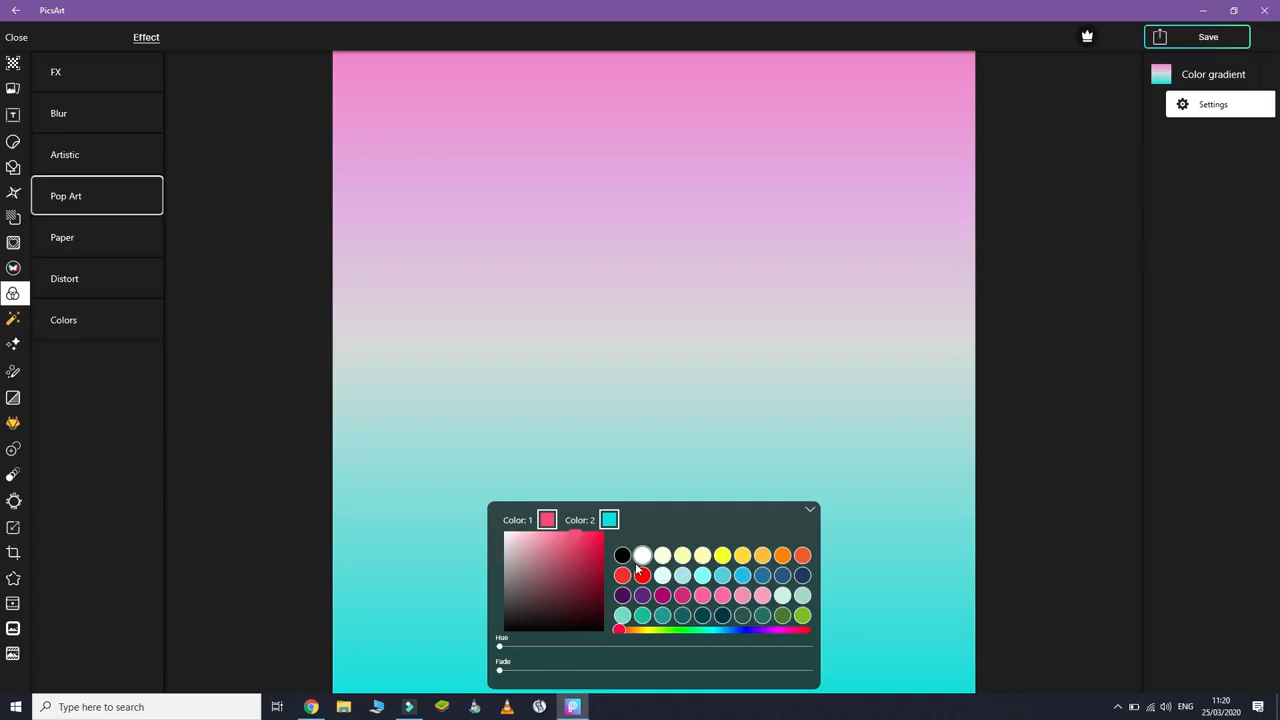 PicsArt
Close
Effect
Save
FX
Blur
Artistic
Pop Art
Paper
Distort
Colors
Color gradient
Settings
Color: 1
Color: 2
Hue
Fade
Type here to search
ENG
11:20
25/03/2020